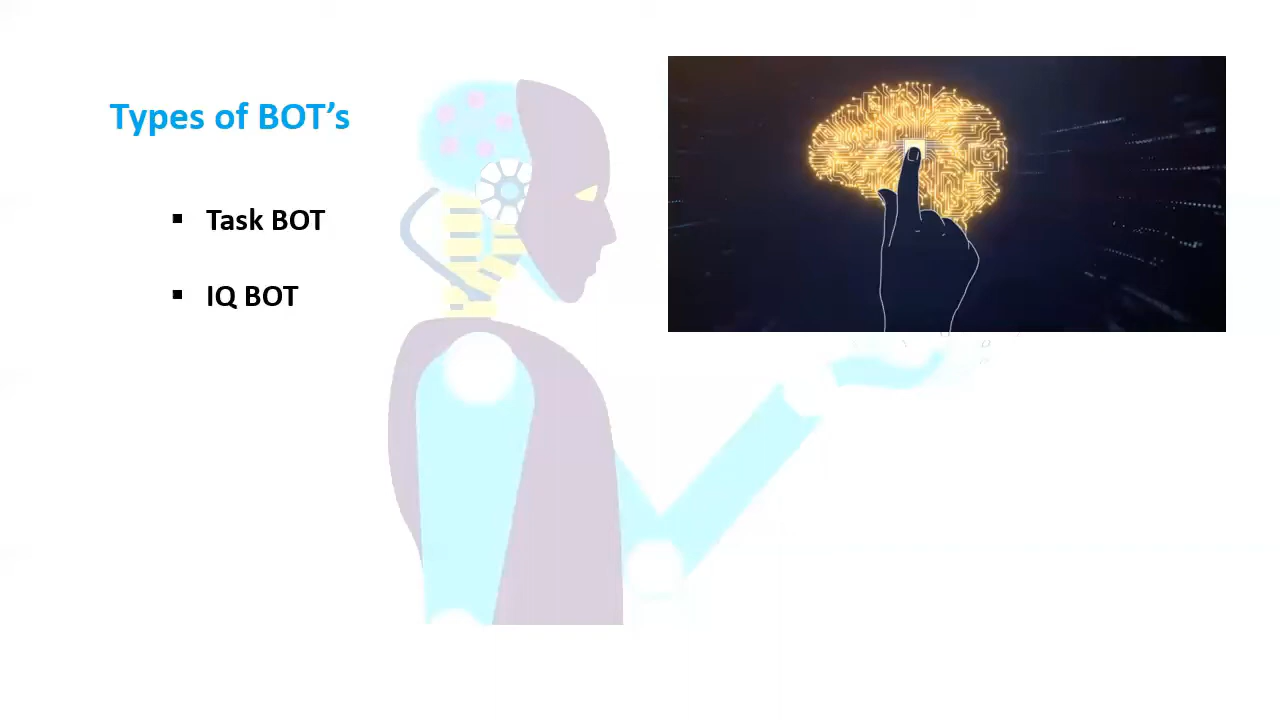 Types of BOT’s
▪ Task BOT
▪ IQ BOT